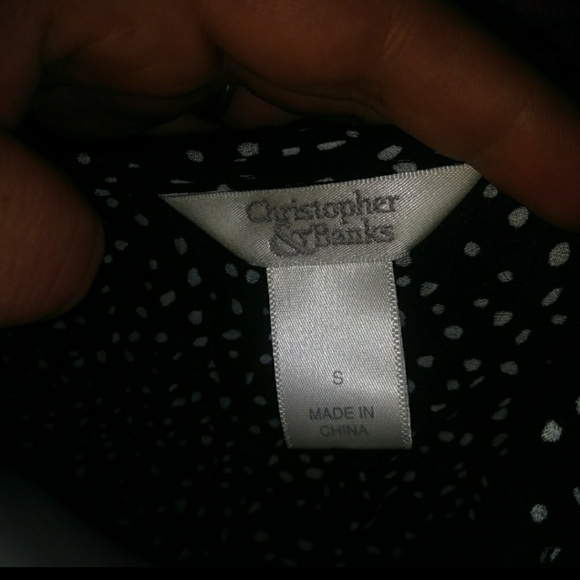 Christopher
& Banks
S
MADE IN
CHINA